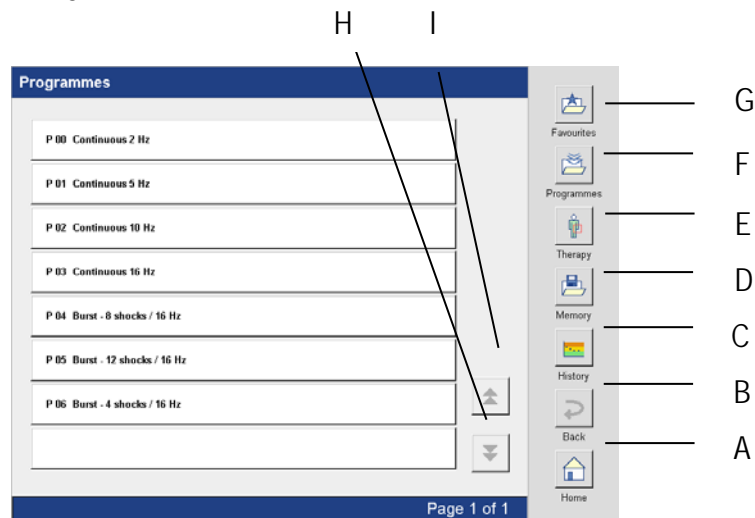 H I
Programmes
P 00 Continuous 2 Hz
P 01 Continuous 5 Hz
P 02 Continuous 10 Hz
P 03 Continuous 16 Hz
P 04 Burst - 8 shocks / 16 Hz
P 05 Burst - 12 shocks / 16 Hz
P 06 Burst - 4 shocks / 16 Hz
Page 1 of 1
Favourites
Programmes
Therapy
Memory
History
Back
Home
G
F
E
D
C
B
A